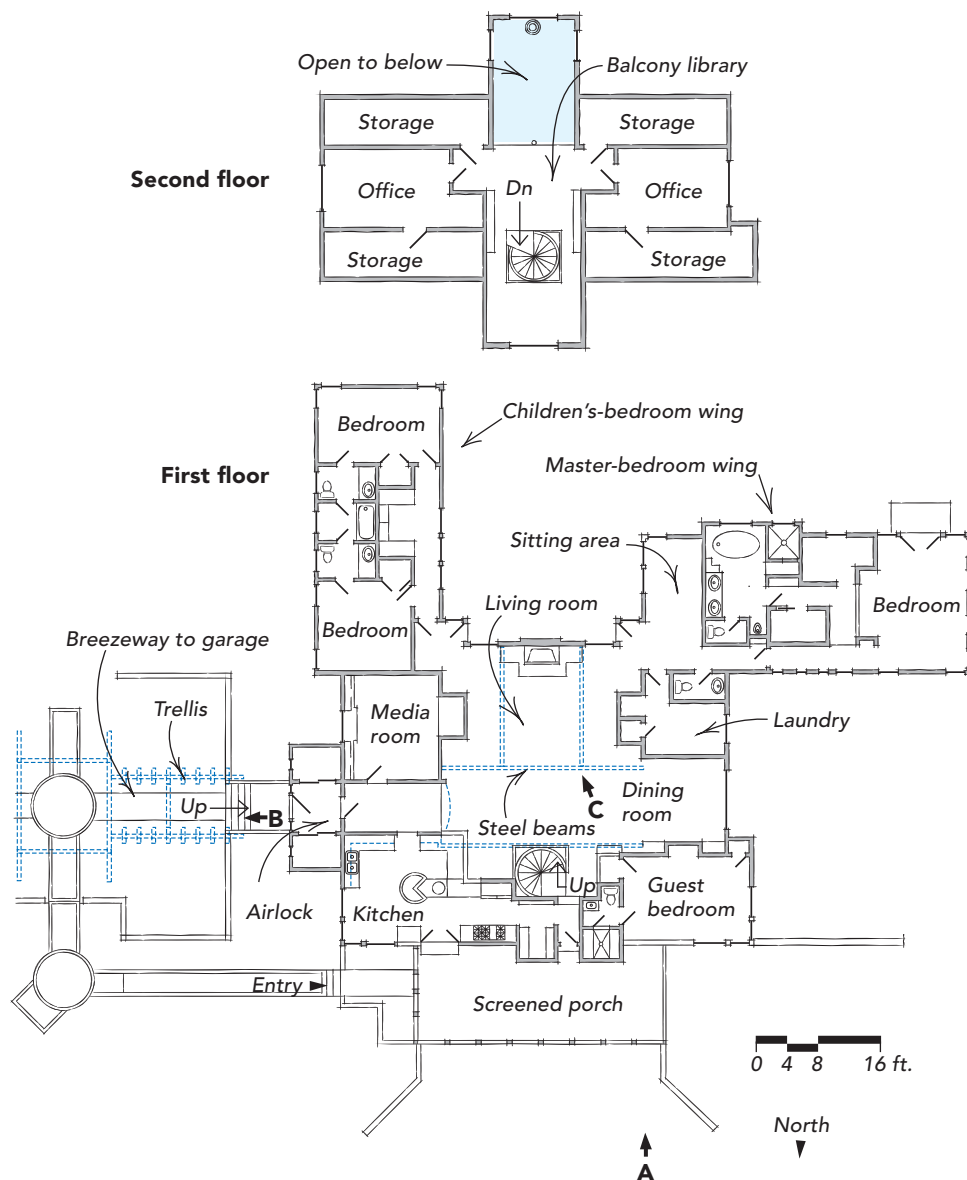 Open to below
Balcony library
Storage
Storage
Second floor
Office
Dn
Office
Storage
Storage
Bedroom
Children's-bedroom wing
First floor
Master-bedroom wing
Sitting area
Living room
Bedroom
Bedroom
Breezeway to garage
Trellis
Media
room
Laundry
Up
B
C
Dining
room
Steel beams
Up
Airlock
Kitchen
Guest
bedroom
Entry
Screened porch
0 4 8 16 ft.
North
A